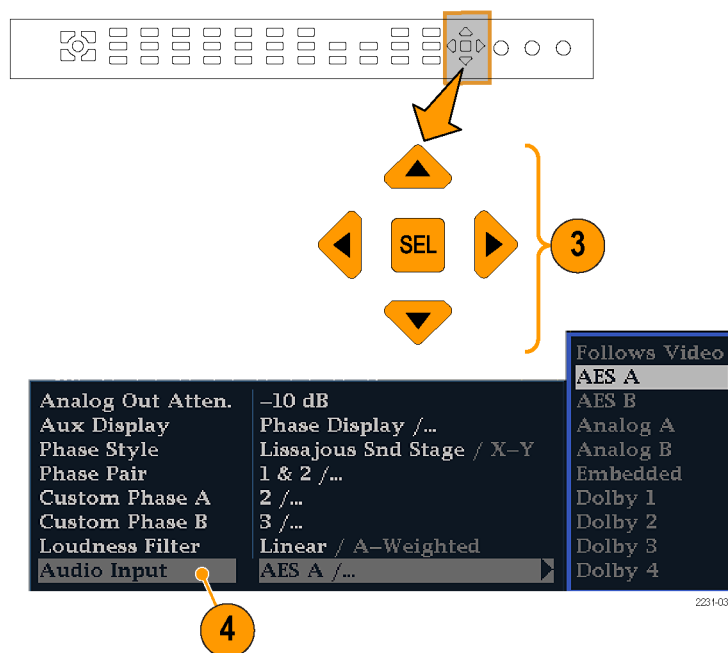 SEL
3
Follows Video
AES A
AES B
Analog A
Analog B
Embedded
Dolby 1
Dolby 2
Dolby 3
Dolby 4
Analog Out Atten. –10 dB
Aux Display Phase Display /...
Phase Style Lissajous Snd Stage / X–Y
Phase Pair 1 & 2 /...
Custom Phase A 2 /...
Custom Phase B 3 /...
Loudness Filter Linear / A–Weighted
Audio Input AES A /...
4
2231-03